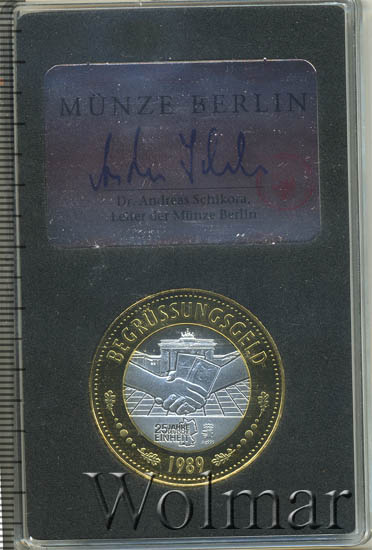 MÜNZE BERLIN
Dr. Andreas Schikora,
Leiter der Münze Berlin
BEGRÜSSUNGSGELD
25 JAHRE
EINHEIT
1989
Wolmar